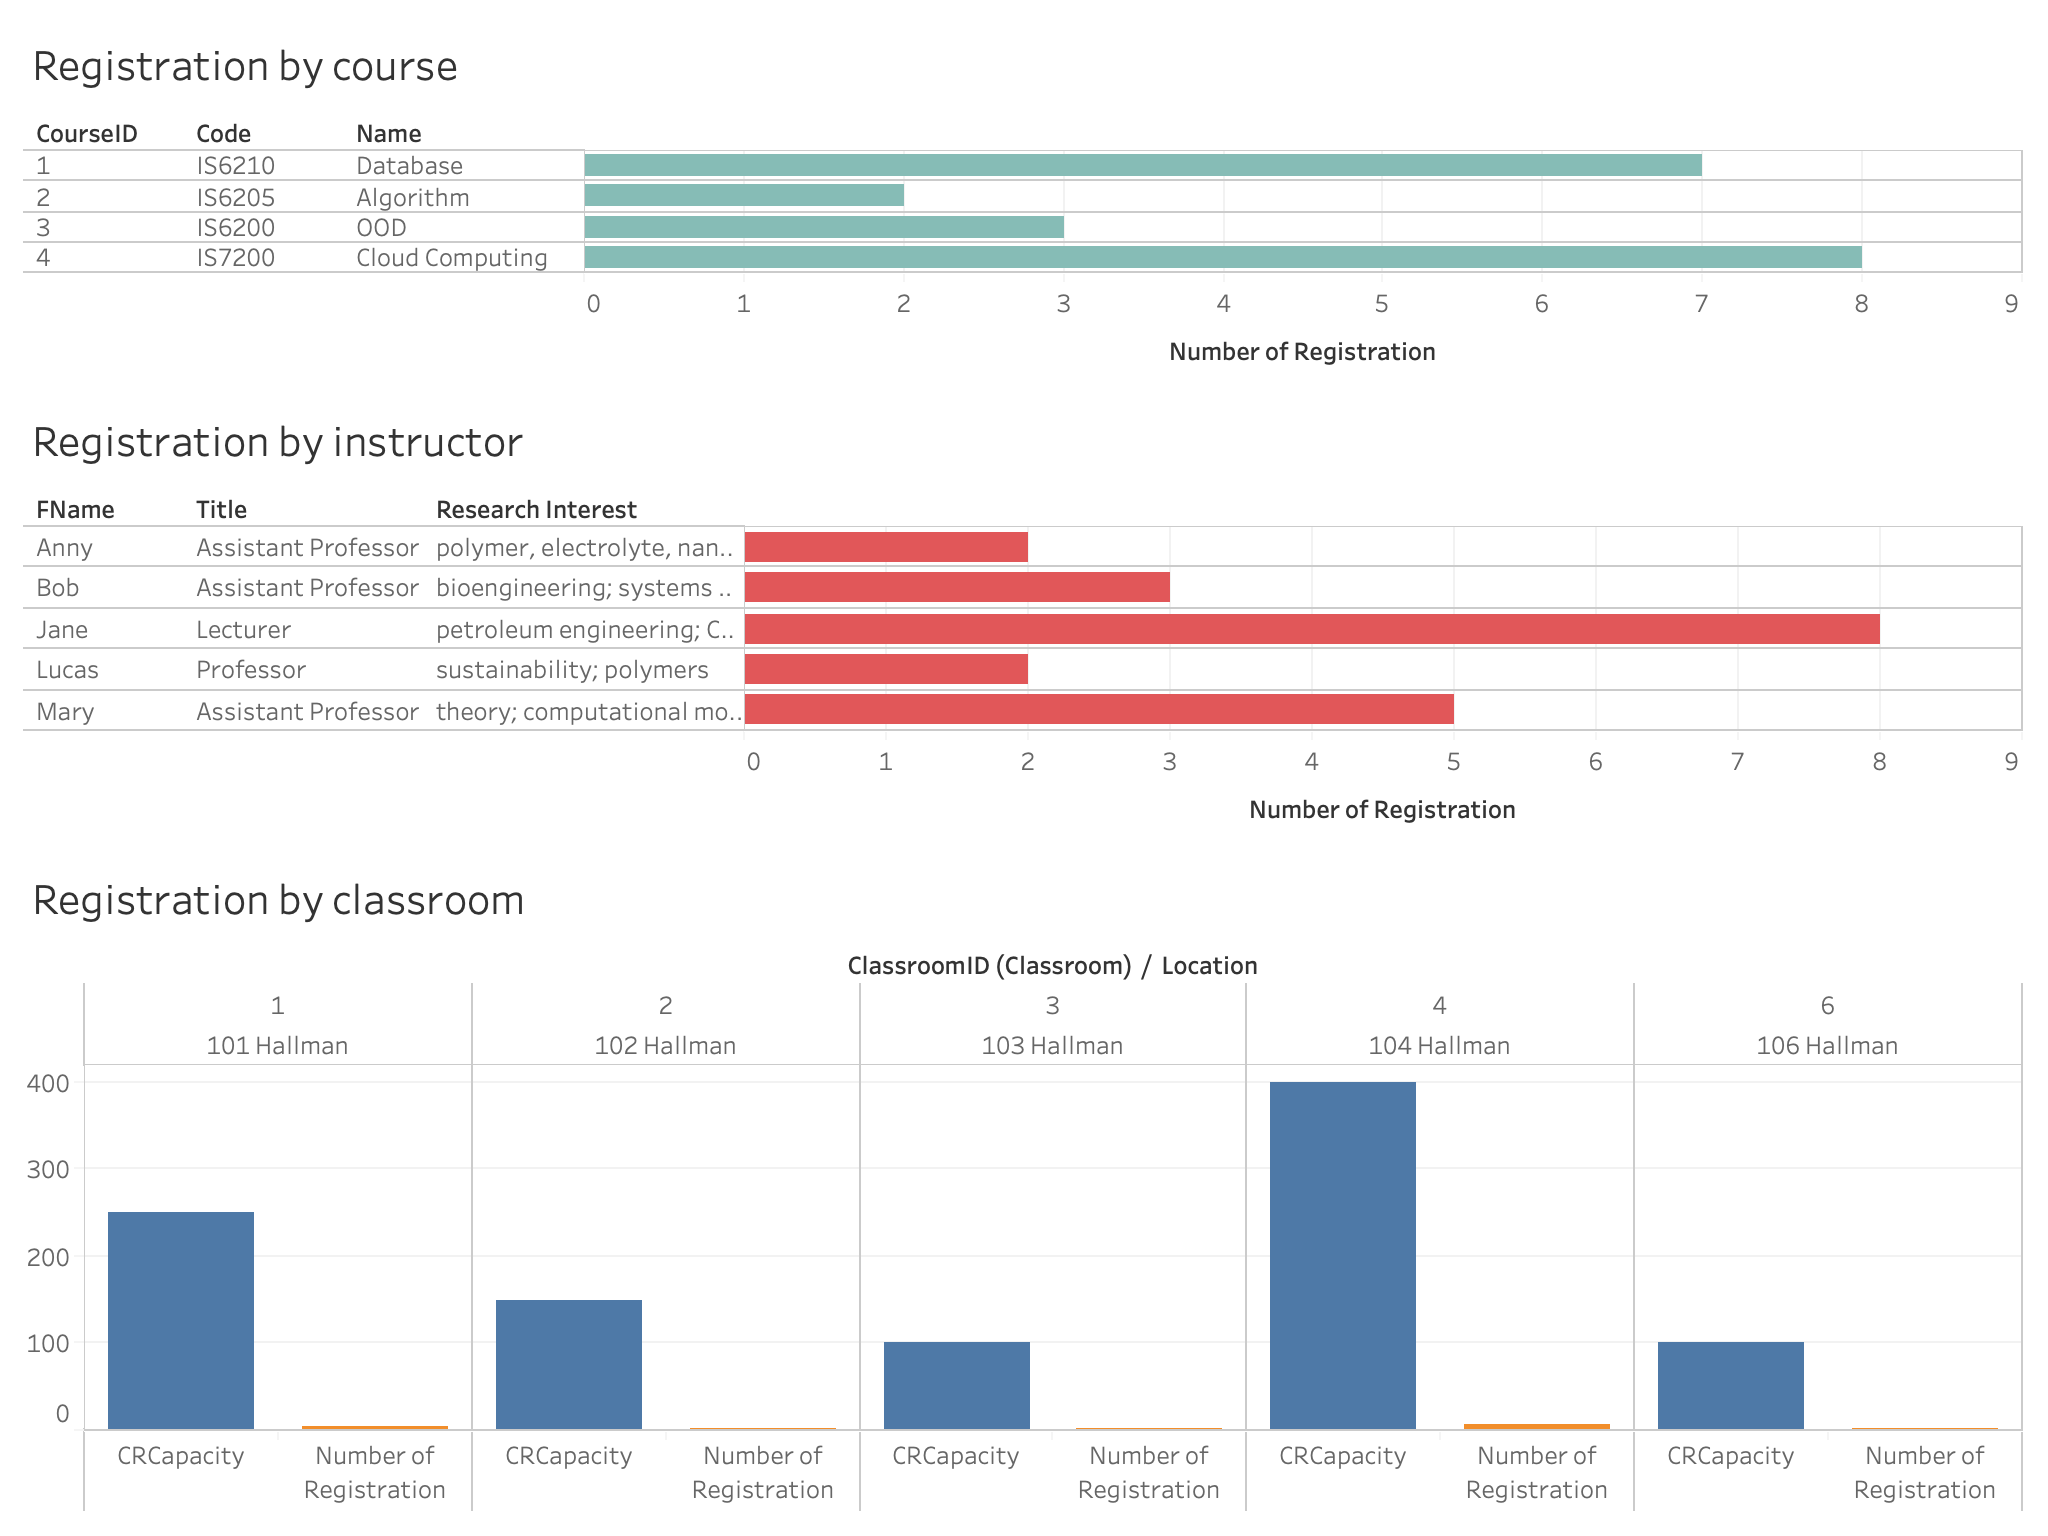 Registration by course
CourseID Code Name
1 IS6210 Database
2 IS6205 Algorithm
3 IS6200 OOD
4 IS7200 Cloud Computing
0 1 2 3 4 5 6 7 8 9
Number of Registration
Registration by instructor
FName Title Research Interest
Anny Assistant Professor polymer, electrolyte, nan..
Bob Assistant Professor bioengineering; systems ..
Jane Lecturer petroleum engineering; C..
Lucas Professor sustainability; polymers
Mary Assistant Professor theory; computational mo..
0 1 2 3 4 5 6 7 8 9
Number of Registration
Registration by classroom
ClassroomID (Classroom) / Location
1 2 3 4 6
101 Hallman 102 Hallman 103 Hallman 104 Hallman 106 Hallman
400
300
200
100
0
CRCapacity Number of CRCapacity Number of CRCapacity Number of CRCapacity Number of CRCapacity Number of
Registration Registration Registration Registration Registration